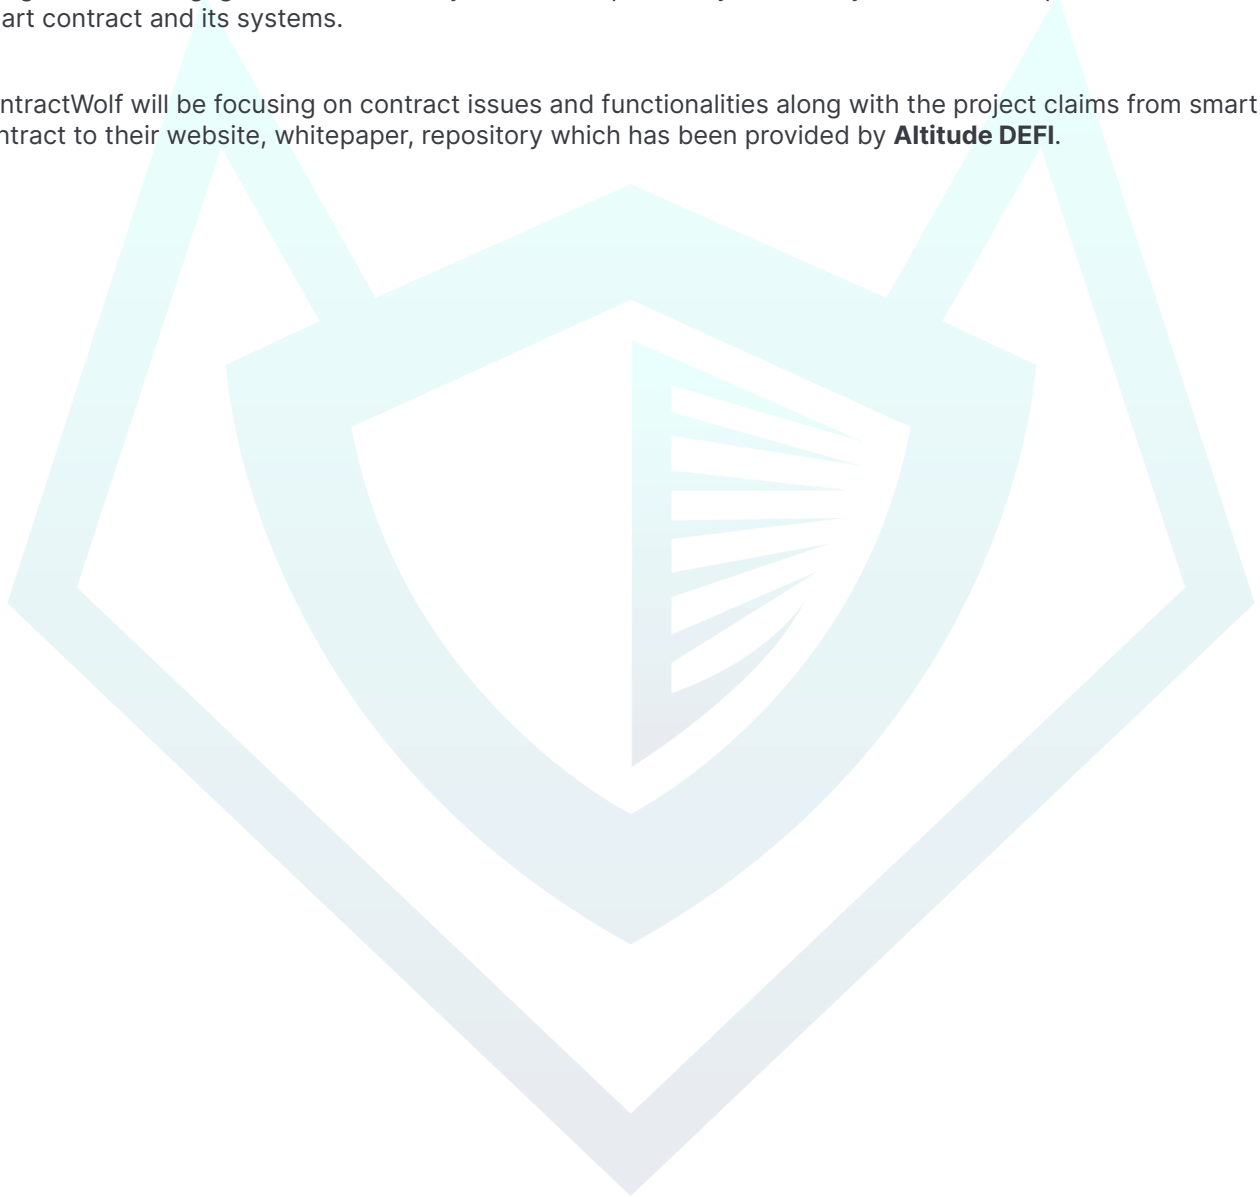 art contract and its systems.
ntractWolf will be focusing on contract issues and functionalities along with the project claims from smart
ntract to their website, whitepaper, repository which has been provided by Altitude DEFI.